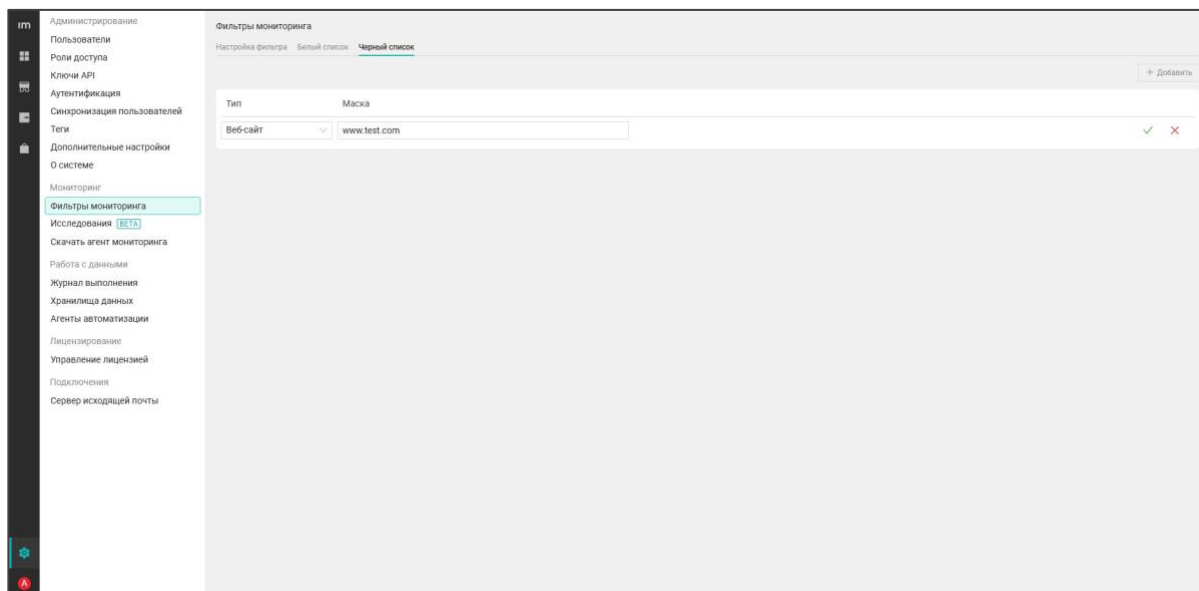 im
Администрирование
Пользователи
Роли доступа
Ключи API
Аутентификация
Синхронизация пользователей
Теги
Дополнительные настройки
О системе
Мониторинг
Фильтры мониторинга
Исследования BETA
Скачать агент мониторинга
Работа с данными
Журнал выполнения
Хранилища данных
Агенты автоматизации
Лицензирование
Управление лицензией
Подключения
Сервер исходящей почты
A
Фильтры мониторинга
Настройка фильтра Белый список Черный список
+ Добавить
Тип Маска
Веб-сайт www.test.com